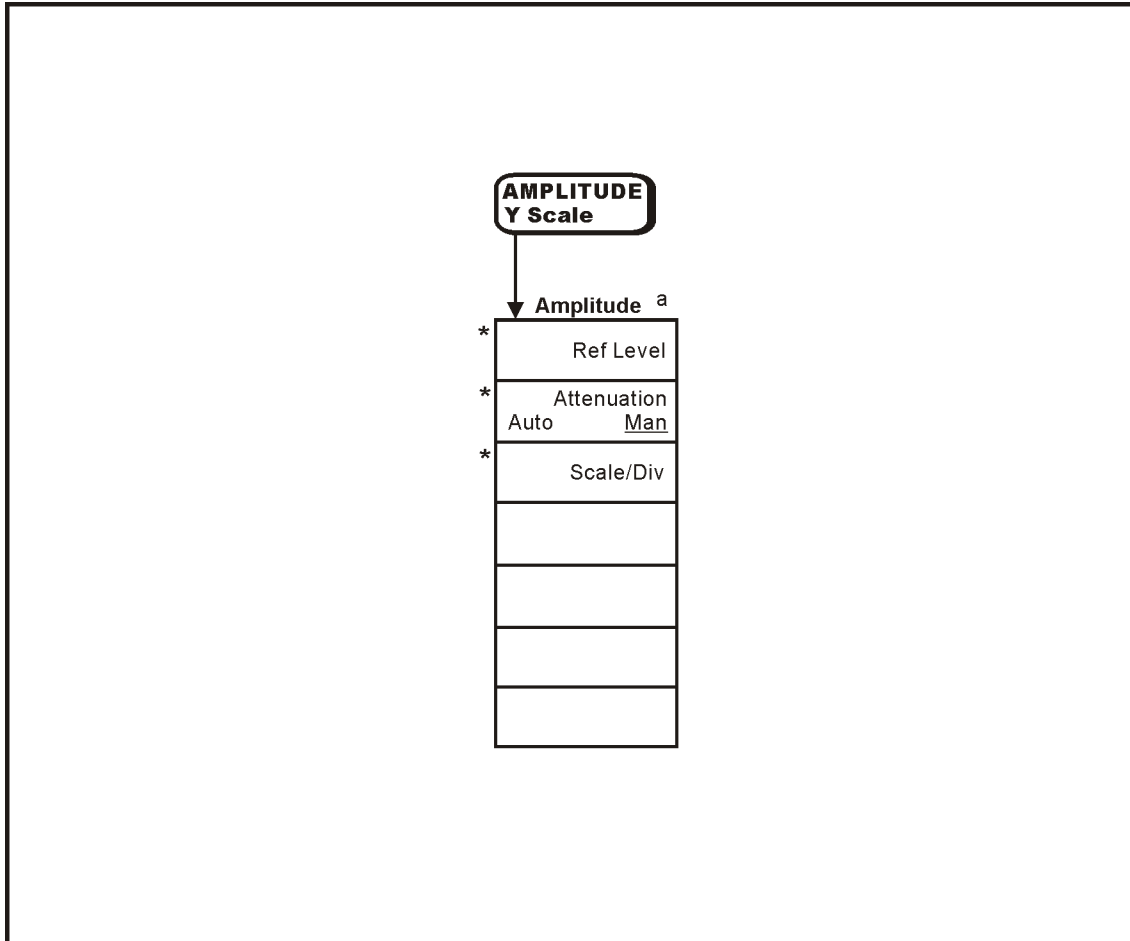 AMPLITUDE
Y Scale
Amplitude a
* Ref Level
* Attenuation
Auto Man
* Scale/Div